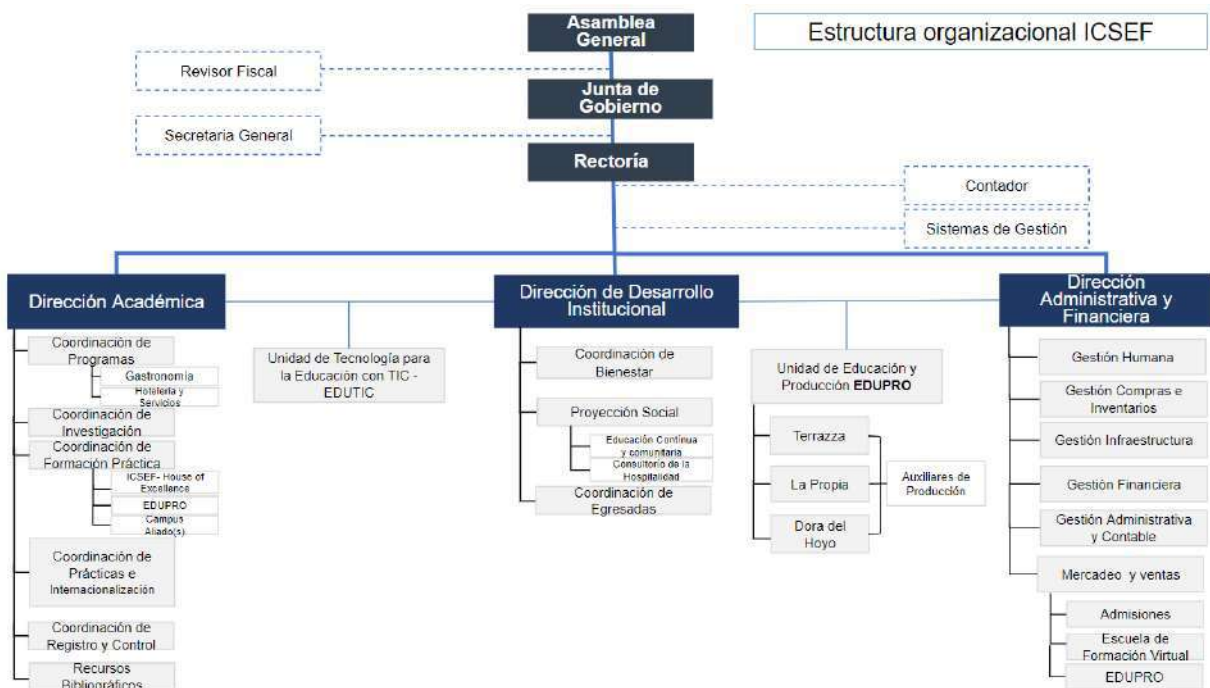 Asamblea
General
Estructura organizacional ICSEF
Revisor Fiscal
Junta de
Gobierno
Secretaria General
Rectoría
Contador
Sistemas de Gestión
Dirección Académica
Dirección de Desarrollo
Institucional
Dirección
Administrativa y
Financiera
Coordinación de
Programas
Gastronomía
Hotelería y
Servicios
Coordinación de
Investigación
Coordinación de
Formación Práctica
ICSEF- House of
Excellence
EDUPRO
Campus
Aliado(s)
Coordinación de
Prácticas e
Internacionalización
Coordinación de
Registro y Control
Recursos
Bibliográficos
Unidad de Tecnología para
la Educación con TIC -
EDUTIC
Coordinación de
Bienestar
Proyección Social
Educación Contínua
y comunitaria
Consultorio de la
Hospitalidad
Coordinación de
Egresadas
Unidad de Educación y
Producción EDUPRO
Terrazza
La Propia
Dora del
Hoyo
Auxiliares de
Producción
Gestión Humana
Gestión Compras e
Inventarios
Gestión Infraestructura
Gestión Financiera
Gestión Administrativa
y Contable
Mercadeo y ventas
Admisiones
Escuela de
Formación Virtual
EDUPRO